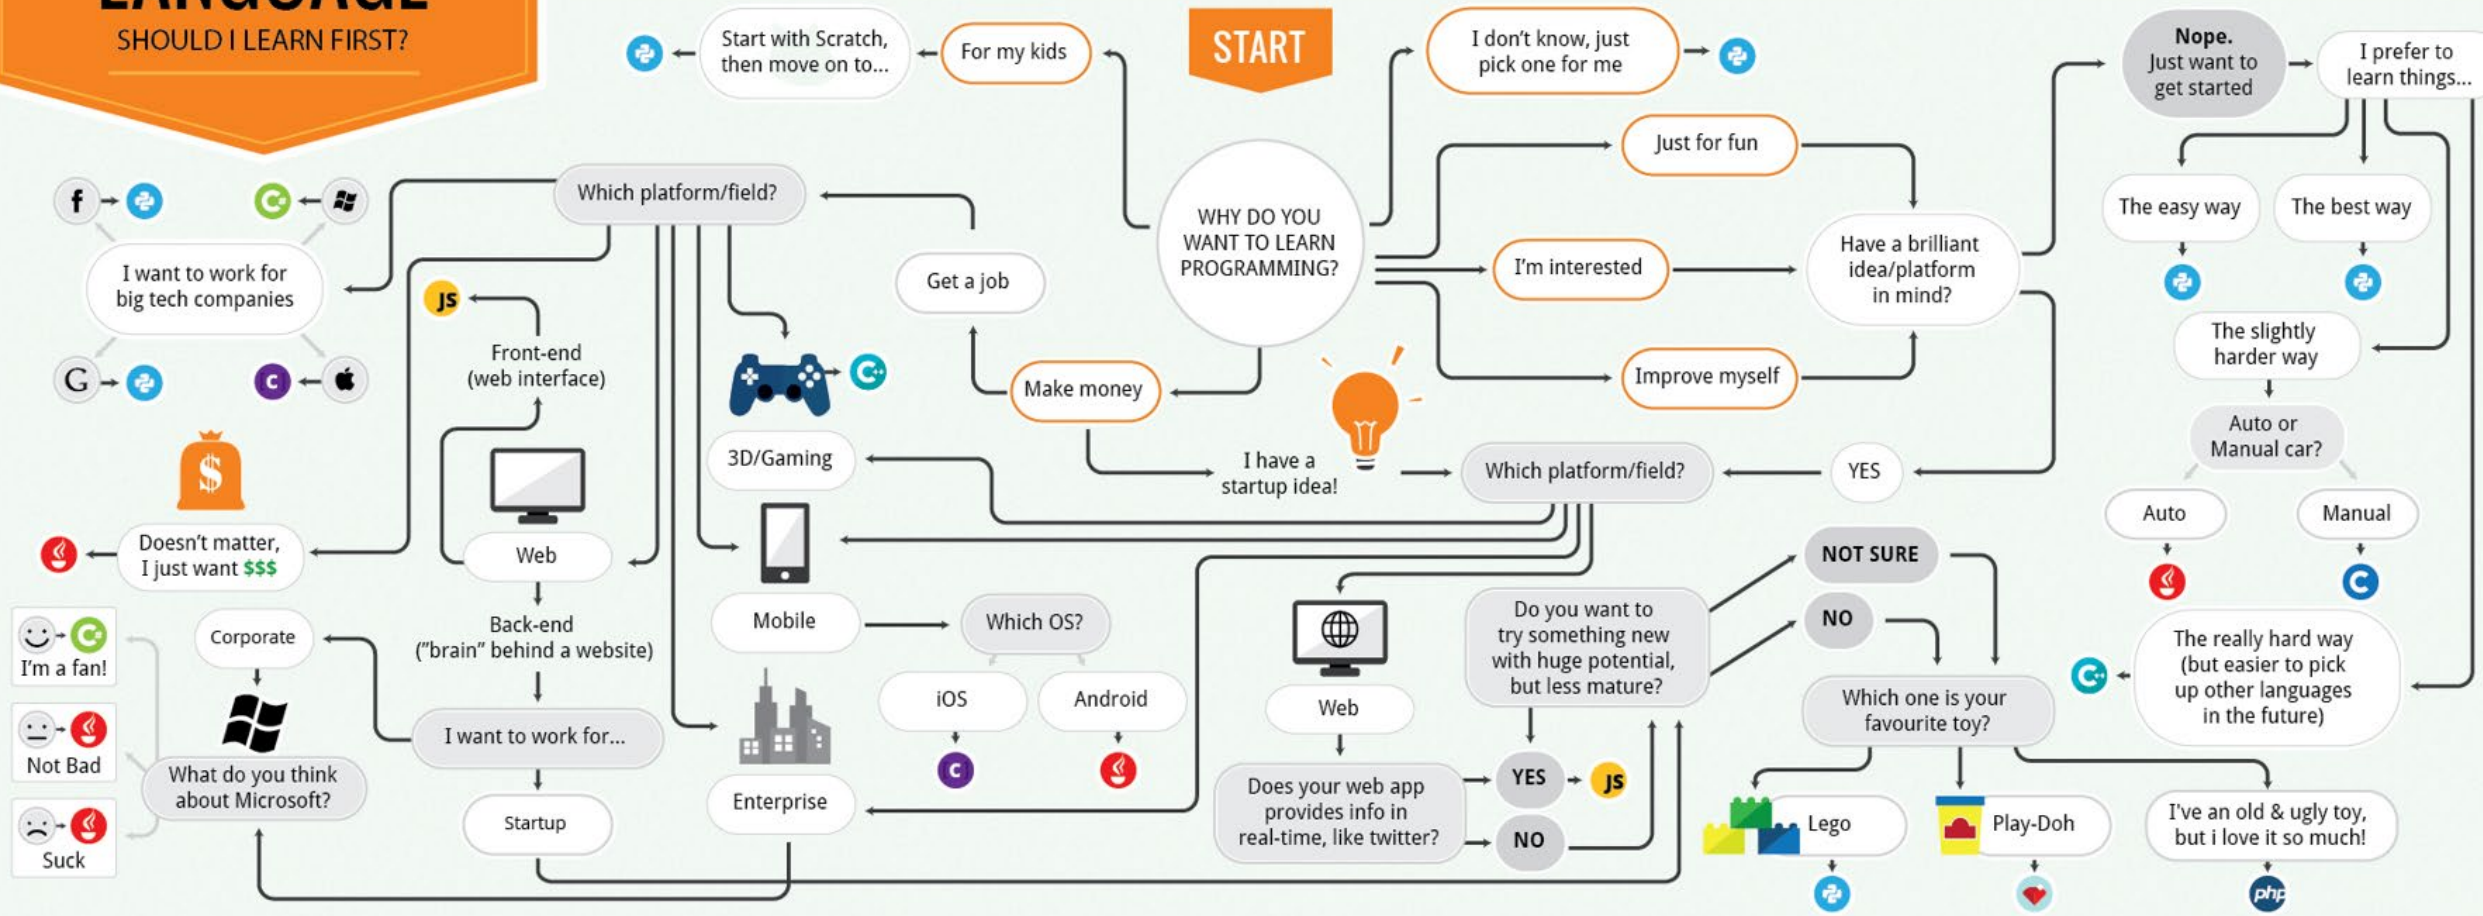 LANGUAGE
SHOULD I LEARN FIRST?
START
WHY DO YOU
WANT TO LEARN
PROGRAMMING?
For my kids
Start with Scratch,
then move on to...
I don't know, just
pick one for me
Just for fun
I'm interested
Improve myself
Have a brilliant
idea/platform
in mind?
Nope.
Just want to
get started
I prefer to
learn things...
The easy way
The best way
The slightly
harder way
Auto or
Manual car?
Auto
Manual
C
The really hard way
(but easier to pick
up other languages
in the future)
C++
YES
Which platform/field?
Make money
Get a job
I have a
startup idea!
Which platform/field?
I want to work for
big tech companies
f
C#
G
C
Doesn't matter,
I just want $$$
$
JS
Front-end
(web interface)
Web
Back-end
("brain" behind a website)
I want to work for...
Corporate
Startup
What do you think
about Microsoft?
C#
I'm a fan!
Not Bad
Suck
C++
3D/Gaming
Mobile
Which OS?
iOS
Android
C
Enterprise
Web
Does your web app
provides info in
real-time, like twitter?
YES
JS
NO
Do you want to
try something new
with huge potential,
but less mature?
NOT SURE
NO
Which one is your
favourite toy?
Lego
Play-Doh
I've an old & ugly toy,
but i love it so much!
php